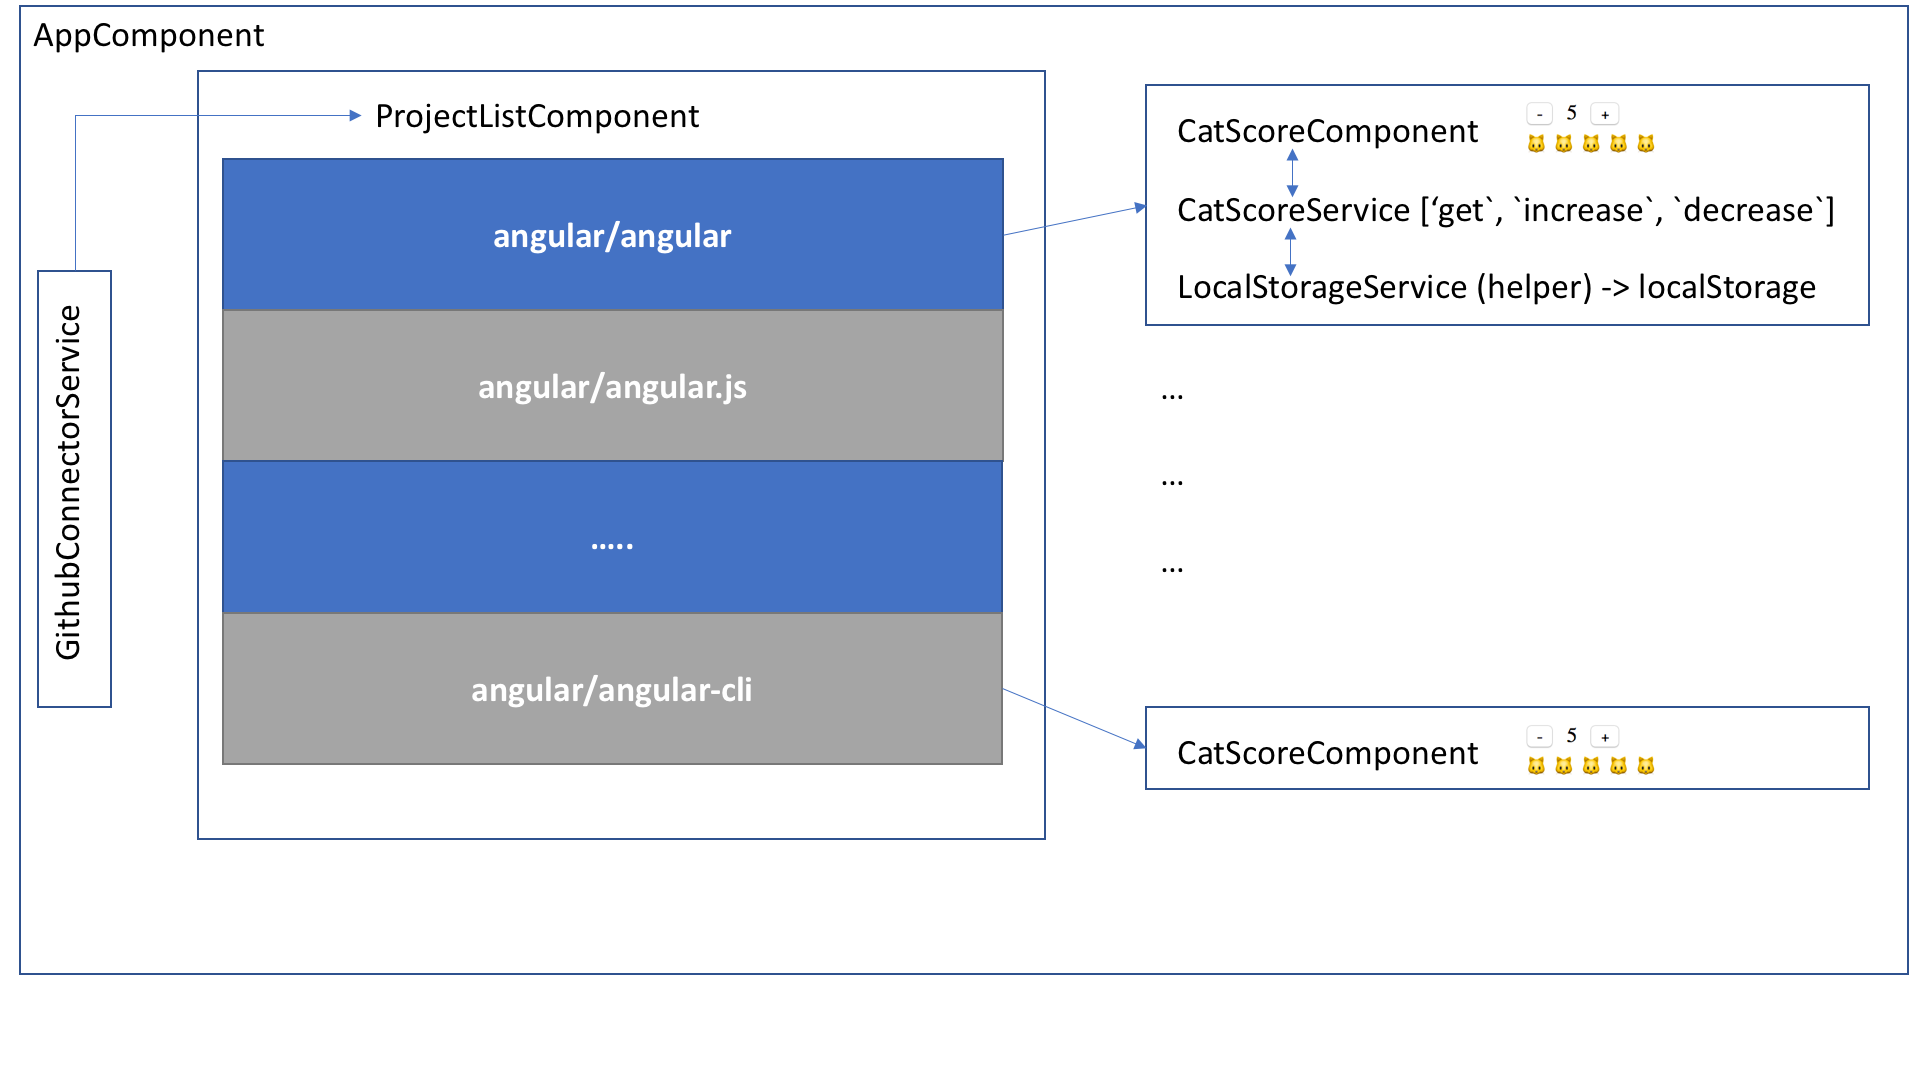 AppComponent
ProjectListComponent
angular/angular
angular/angular.js
.....
angular/angular-cli
GithubConnectorService
CatScoreComponent
- 5 +
CatScoreService [‘get`, `increase`, `decrease`]
LocalStorageService (helper) -> localStorage
...
...
...
CatScoreComponent
- 5 +